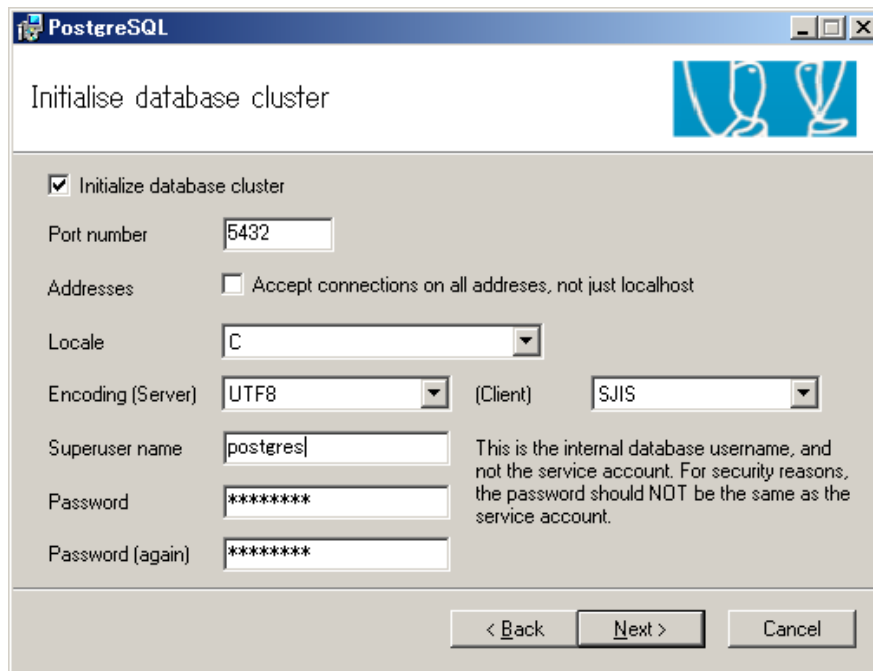 PostgreSQL
Initialise database cluster
Initialize database cluster
Port number 5432
Addresses Accept connections on all addreses, not just localhost
Locale C
Encoding (Server) UTF8 (Client) SJIS
Superuser name postgres
This is the internal database username, and
not the service account. For security reasons,
the password should NOT be the same as the
service account.
Password ********
Password (again) ********
< Back Next > Cancel